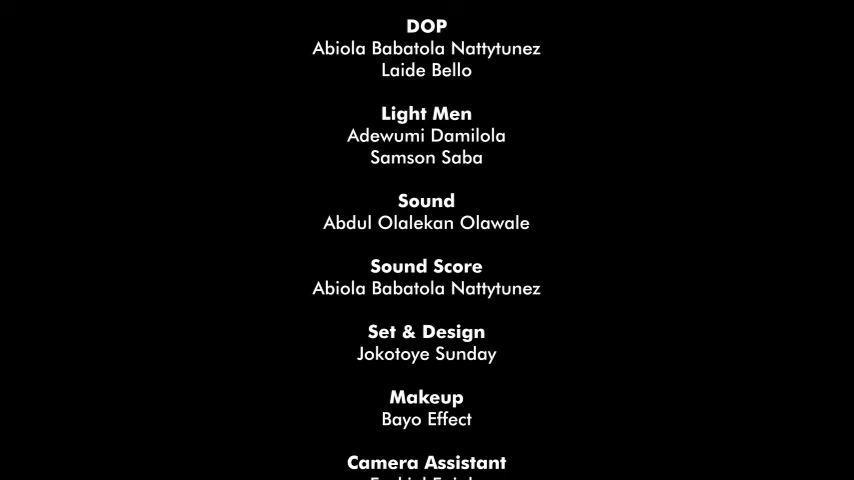 DOP
Abiola Babatola Nattytunez
Laide Bello
Light Men
Adewumi Damilola
Samson Saba
Sound
Abdul Olalekan Olawale
Sound Score
Abiola Babatola Nattytunez
Set & Design
Jokotoye Sunday
Makeup
Bayo Effect
Camera Assistant